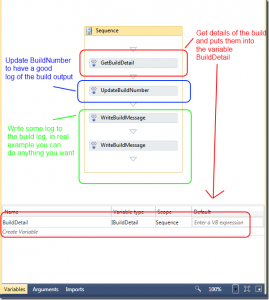 Sequence
Get details of the build
and puts them into
the variable
BuildDetail
GetBuildDetail
Update BuildNumber
to have a good
log of the build output
UpdateBuildNumber
Write some log to
the build log, in real
example you can
do anything you want
WriteBuildMessage
WriteBuildMessage
Name Variable type Scope Default
BuildDetail IBuildDetail Sequence Enter a VB expression
Create Variable
Variables Arguments Imports 100%